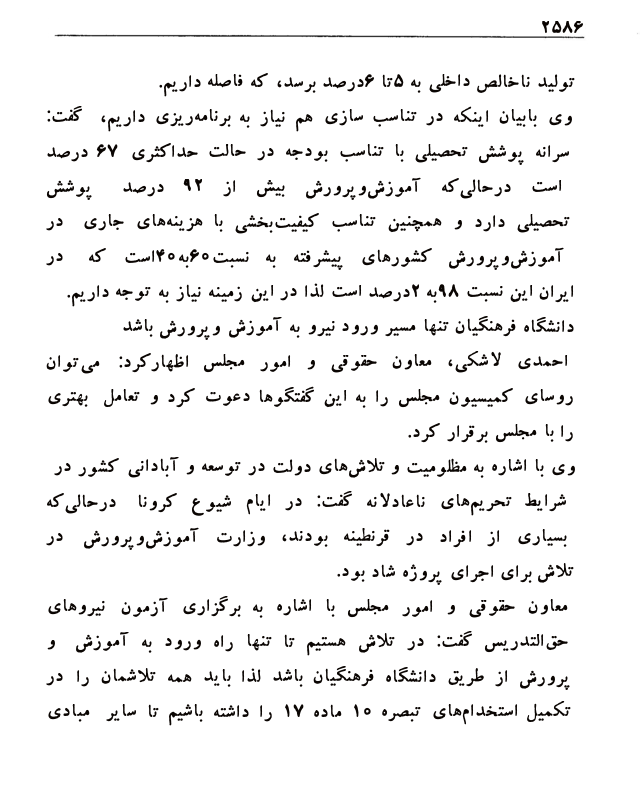 ۲۵۸۶
تولید ناخالص داخلی به ۵تا ۶درصد برسد، که فاصله داریم.
وی بابیان اینکه در تناسب سازی هم نیاز به برنامه‌ریزی داریم، گفت:
سرانه پوشش تحصیلی با تناسب بودجه در حالت حداکثری ۶۷ درصد
است درحالی‌که آموزش‌وپرورش بیش از ۹۲ درصد پوشش
تحصیلی دارد و همچنین تناسب کیفیت‌بخشی با هزینه‌های جاری در
آموزش‌وپرورش کشورهای پیشرفته به نسبت۶۰به۴۰است که در
ایران این نسبت ۹۸به ۲درصد است لذا در این زمینه نیاز به توجه داریم.
دانشگاه فرهنگیان تنها مسیر ورود نیرو به آموزش وپرورش باشد
احمدی لاشکی، معاون حقوقی و امور مجلس اظهارکرد: می‌توان
روسای کمیسیون مجلس را به این گفتگوها دعوت کرد و تعامل بهتری
را با مجلس برقرار کرد.
وی با اشاره به مظلومیت و تلاش‌های دولت در توسعه و آبادانی کشور در
شرایط تحریم‌های ناعادلانه گفت: در ایام شیوع کرونا درحالی‌که
بسیاری از افراد در قرنطینه بودند، وزارت آموزش‌وپرورش در
تلاش برای اجرای پروژه شاد بود.
معاون حقوقی و امور مجلس با اشاره به برگزاری آزمون نیروهای
حق‌التدریس گفت: در تلاش هستیم تا تنها راه ورود به آموزش و
پرورش از طریق دانشگاه فرهنگیان باشد لذا باید همه تلاشمان را در
تکمیل استخدام‌های تبصره ۱۰ ماده ۱۷ را داشته باشیم تا سایر مبادی